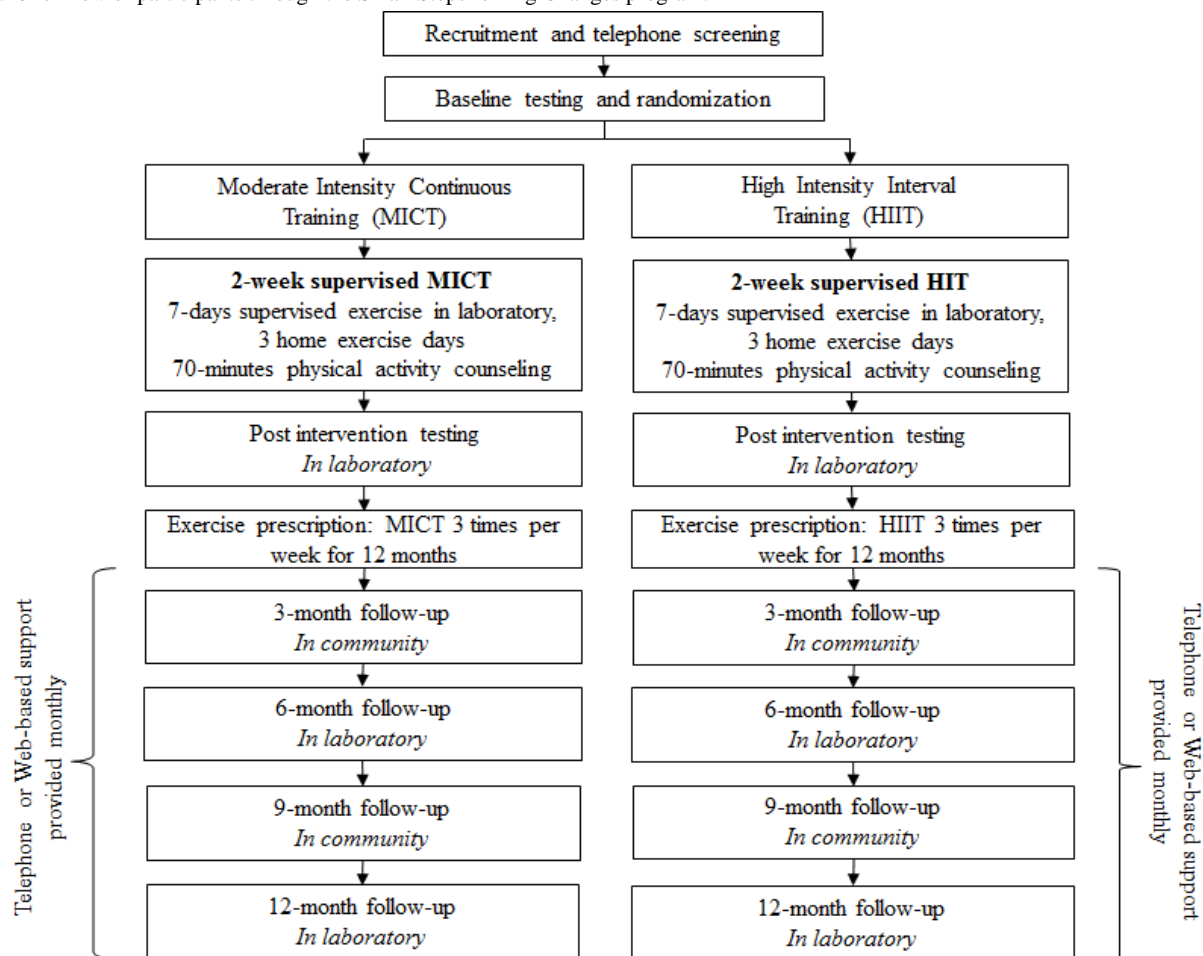 Recruitment and telephone screening
Baseline testing and randomization
Moderate Intensity Continuous
Training (MICT)
2-week supervised MICT
7-days supervised exercise in laboratory,
3 home exercise days
70-minutes physical activity counseling
Post intervention testing
In laboratory
Exercise prescription: MICT 3 times per
week for 12 months
3-month follow-up
In community
6-month follow-up
In laboratory
9-month follow-up
In community
12-month follow-up
In laboratory
Telephone or Web-based support
provided monthly
High Intensity Interval
Training (HIIT)
2-week supervised HIT
7-days supervised exercise in laboratory,
3 home exercise days
70-minutes physical activity counseling
Post intervention testing
In laboratory
Exercise prescription: HIIT 3 times per
week for 12 months
3-month follow-up
In community
6-month follow-up
In laboratory
9-month follow-up
In community
12-month follow-up
In laboratory
Telephone or Web-based support
provided monthly